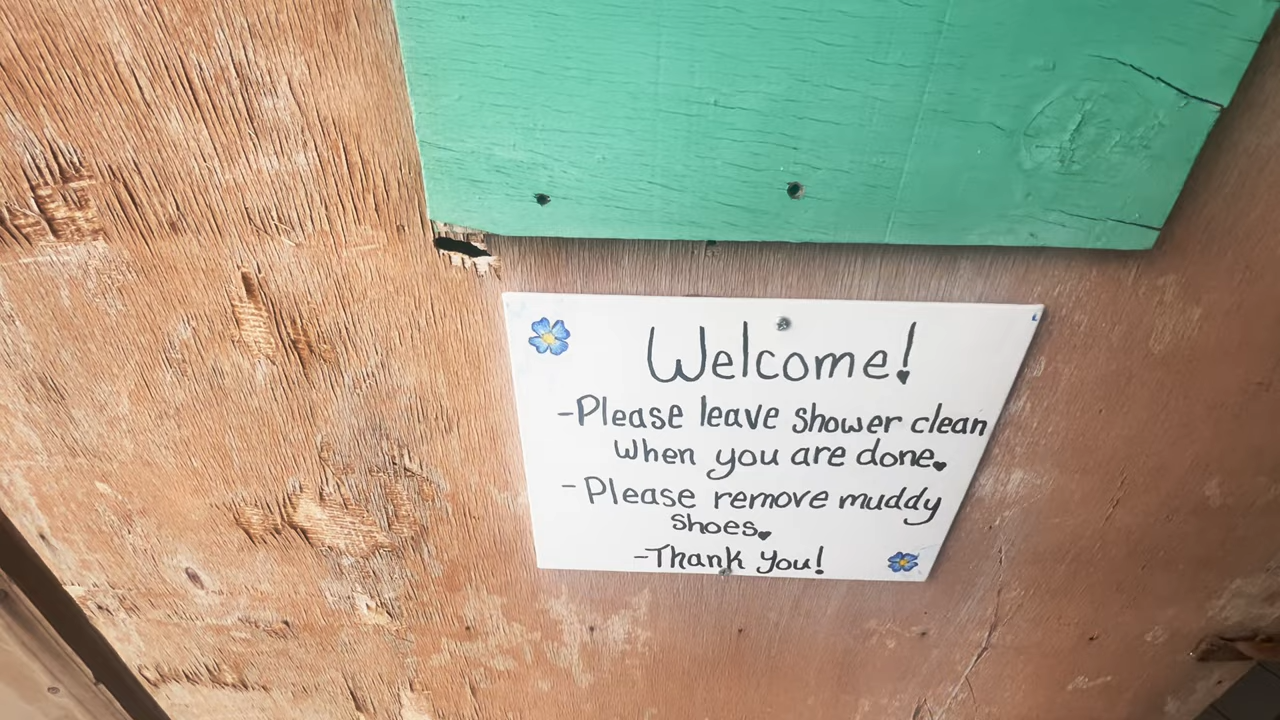 Welcome!
-Please leave shower clean
when you are done.
-Please remove muddy
shoes.
-Thank You!